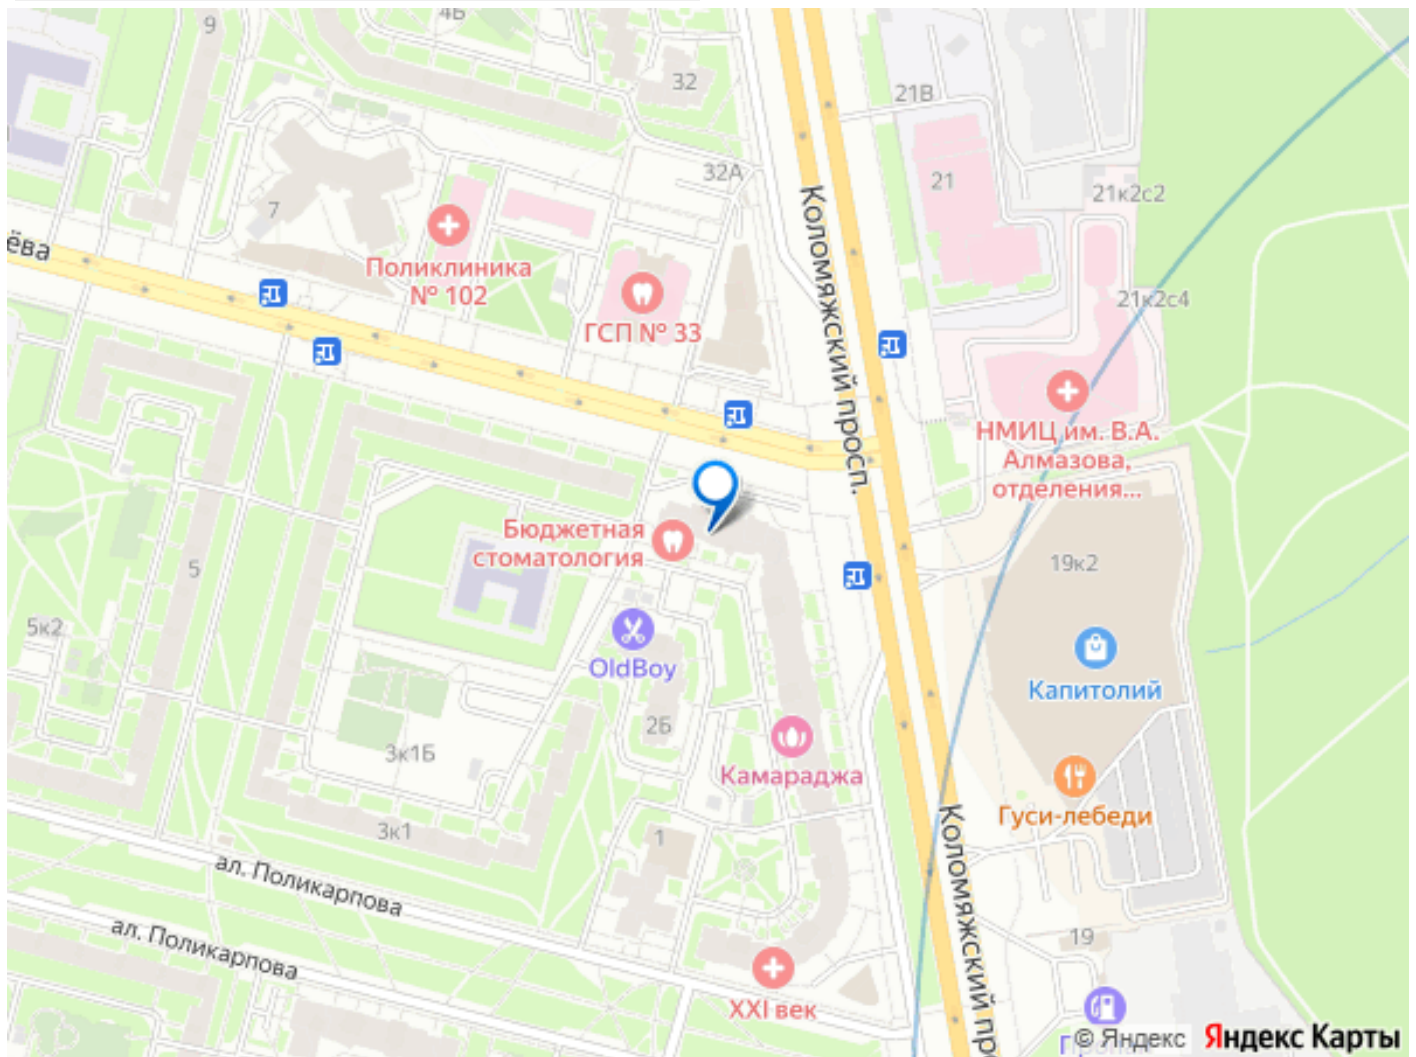 9
4Б
32
21В
32А
21
21к2с2
7
ёва
Поликлиника
№ 102
ГСП № 33
21к2с4
Коломяжский просп.
НМИЦ им. В.А.
Алмазова,
отделения...
Бюджетная
стоматология
19к2
5
5к2
OldBoy
Капитолий
2Б
3к1Б
Камараджа
Гуси-лебеди
3к1
1
ал. Поликарпова
ал. Поликарпова
Коломяжский пр
19
XXI век
© Яндекс
Яндекс Карты